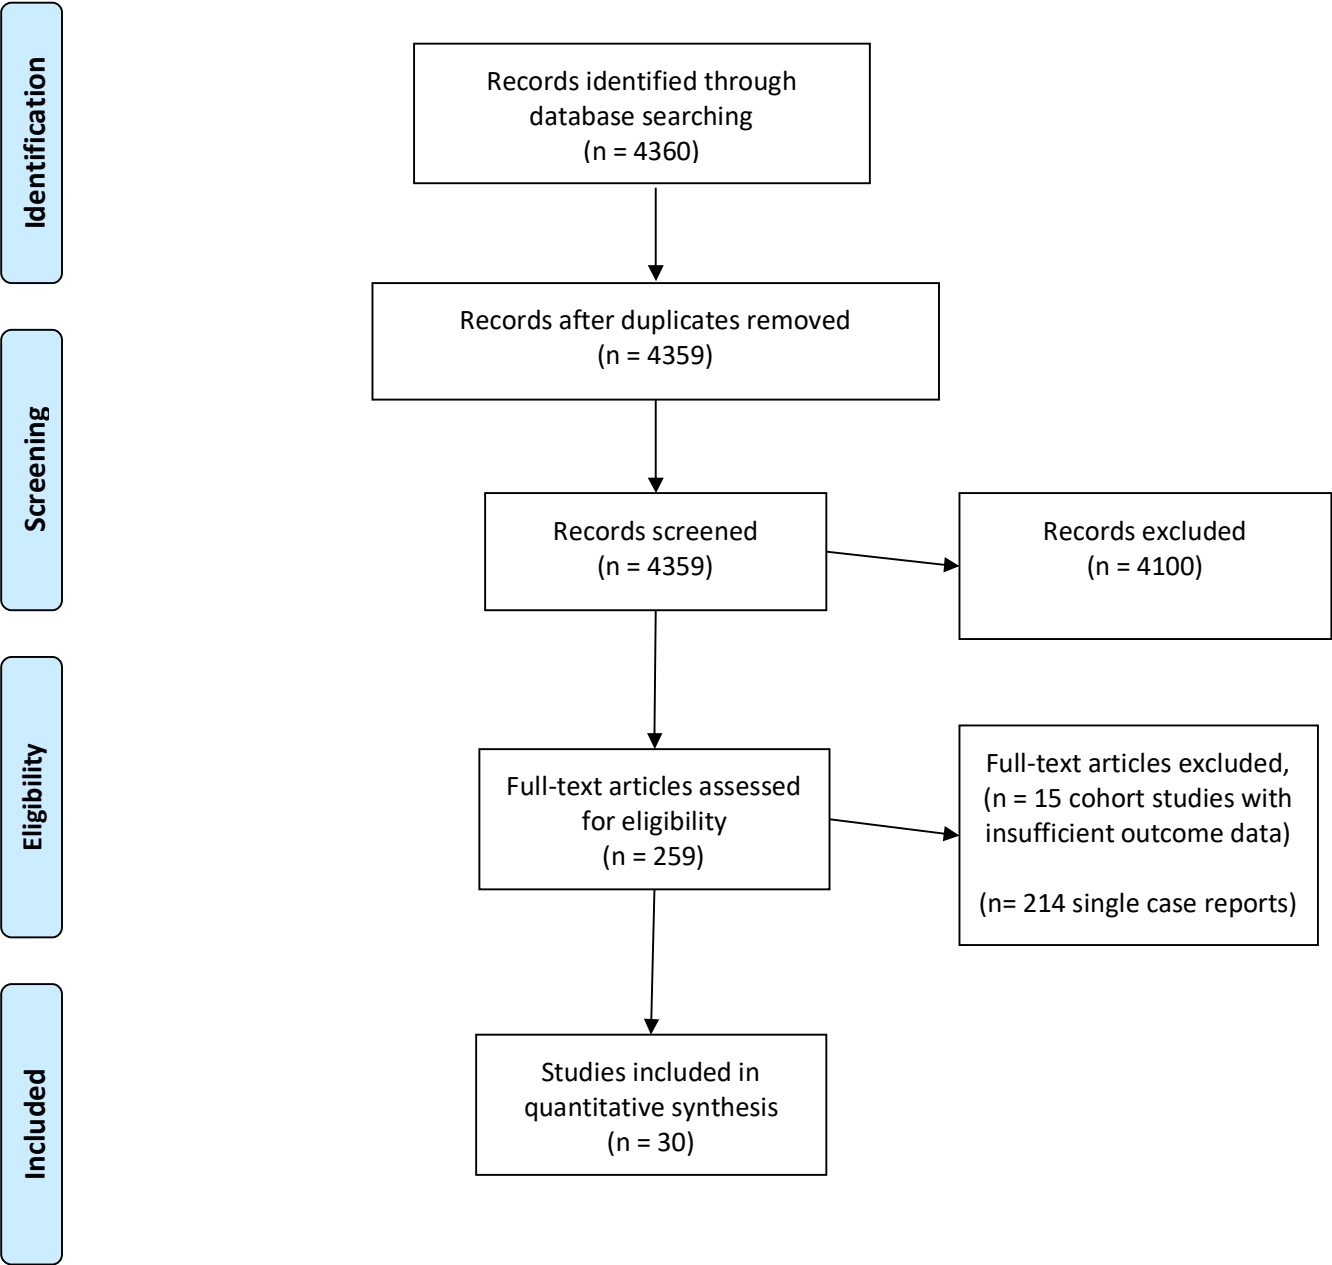 Identification
Records identified through
database searching
(n = 4360)
Records after duplicates removed
(n = 4359)
Screening
Records screened
(n = 4359)
Records excluded
(n = 4100)
Eligibility
Full-text articles assessed
for eligibility
(n = 259)
Full-text articles excluded,
(n = 15 cohort studies with
insufficient outcome data)
(n= 214 single case reports)
Included
Studies included in
quantitative synthesis
(n = 30)